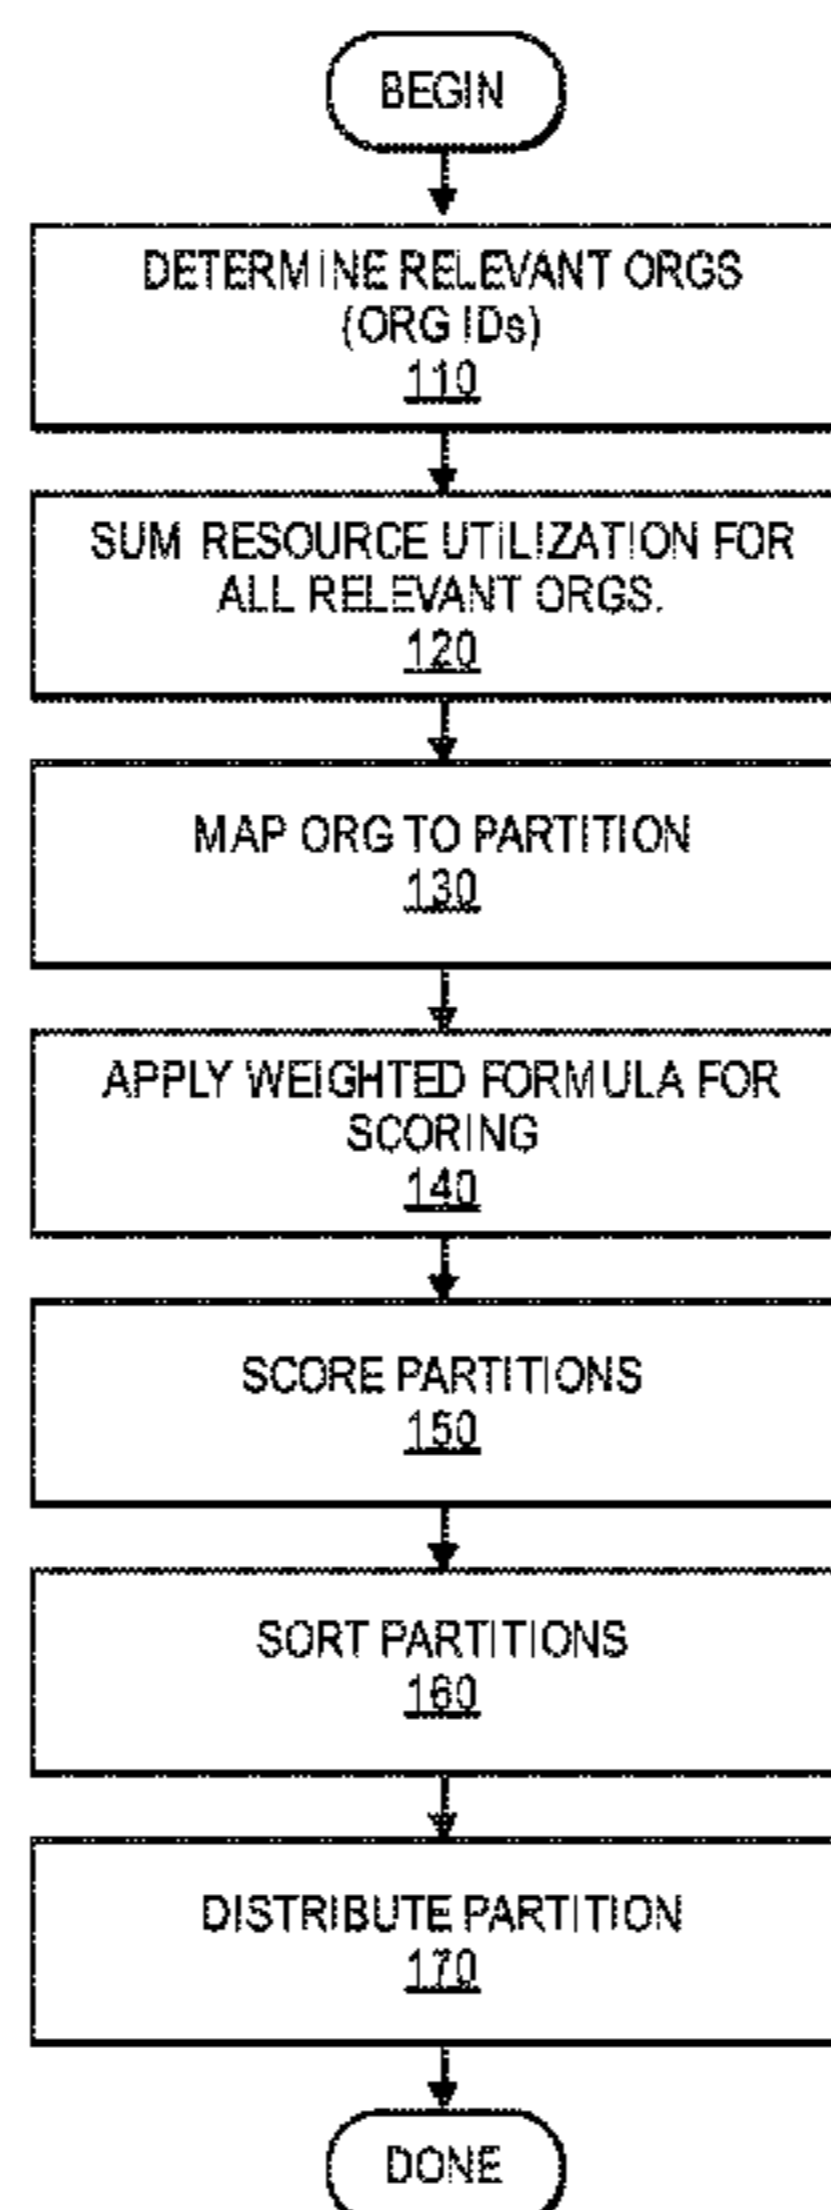 BEGIN
DETERMINE RELEVANT ORGS
(ORG IDs)
110
SUM RESOURCE UTILIZATION FOR
ALL RELEVANT ORGS.
120
MAP ORG TO PARTITION
130
APPLY WEIGHTED FORMULA FOR
SCORING
140
SCORE PARTITIONS
150
SORT PARTITIONS
160
DISTRIBUTE PARTITION
170
DONE